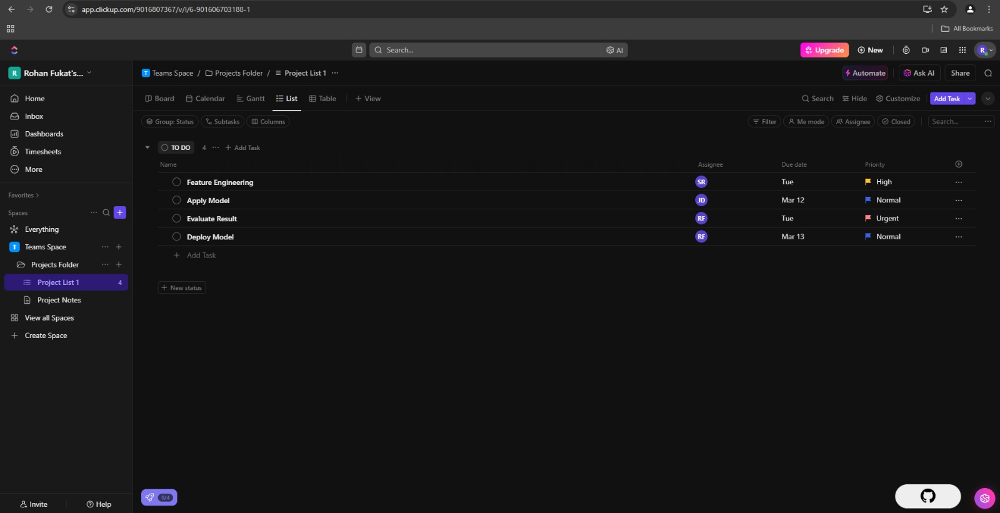 app.clickup.com/9016807367/v/l/6-901606703188-1
All Bookmarks
Search...
AI
Upgrade
New
R
R Rohan Fukat's...
T Teams Space / Projects Folder / Project List 1 ...
Automate
Ask AI
Share
Home
Inbox
Dashboards
Timesheets
More
Favorites
Spaces
Everything
T Teams Space
Projects Folder
Project List 1 4
Project Notes
View all Spaces
Create Space
Invite
Help
Board Calendar Gantt List Table + View
Search Hide Customize Add Task
Group: Status Subtasks Columns
Filter Me mode Assignee Closed Search...
TO DO 4 ... + Add Task
Name Assignee Due date Priority
Feature Engineering SR Tue High
Apply Model JD Mar 12 Normal
Evaluate Result RF Tue Urgent
Deploy Model RF Mar 13 Normal
+ Add Task
+ New status
0/4